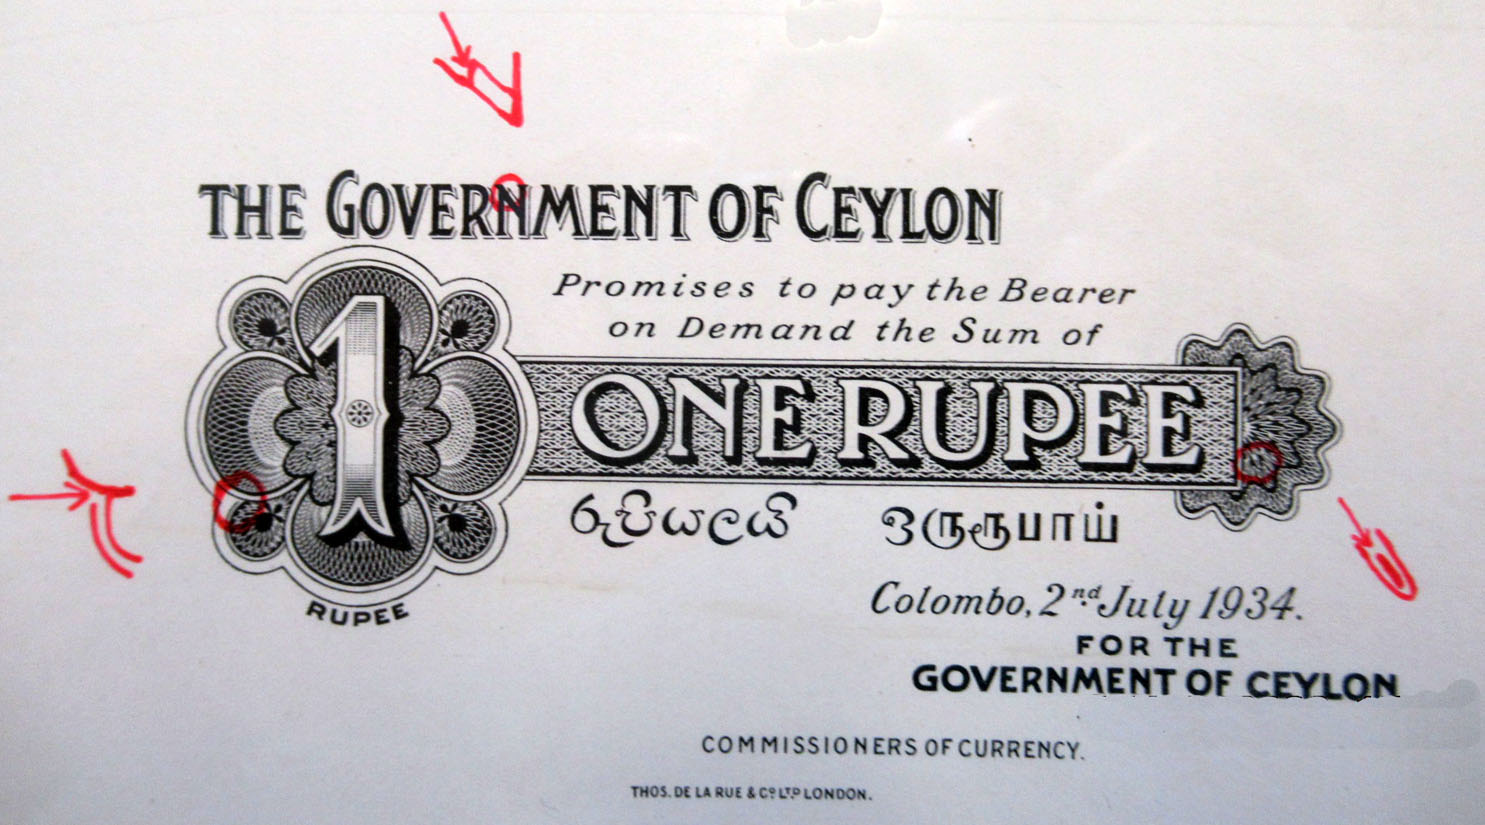 THE GOVERNMENT OF CEYLON
Promises to pay the Bearer
on Demand the Sum of
1
ONE RUPEE
රුපියලයි ஒருரூபாய்
RUPEE
Colombo, 2nd July 1934.
FOR THE
GOVERNMENT OF CEYLON
COMMISSIONERS OF CURRENCY.
THOS. DE LA RUE & Co LTD LONDON.